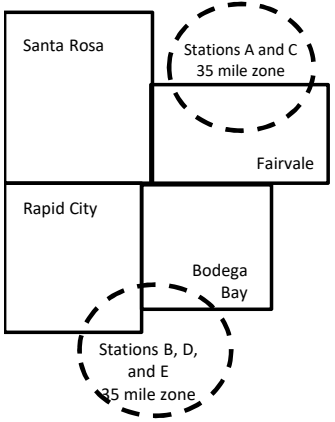 Santa Rosa
Stations A and C
35 mile zone
Fairvale
Rapid City
Bodega
Bay
Stations B, D,
and E
35 mile zone